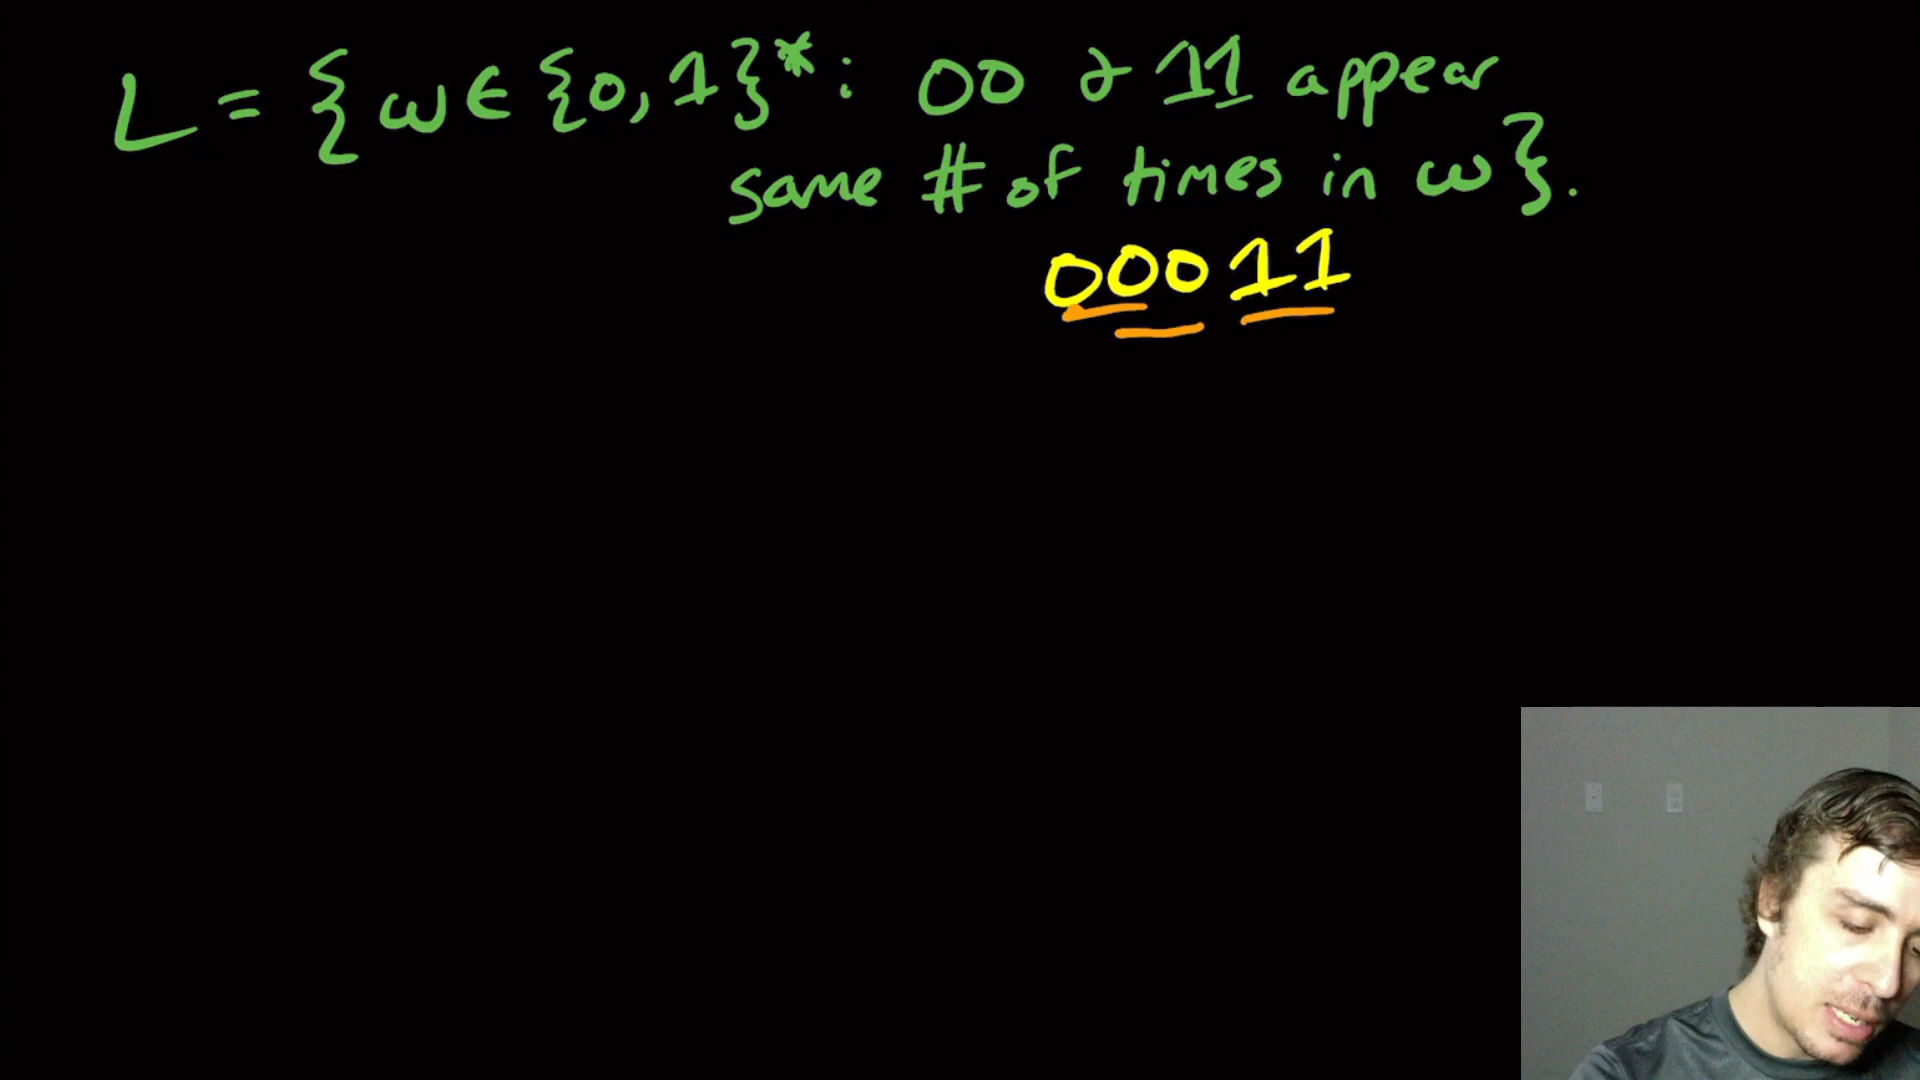 L = {ω ∈ {0,1}*: 00 & 11 appear
same # of times in ω}.
00011